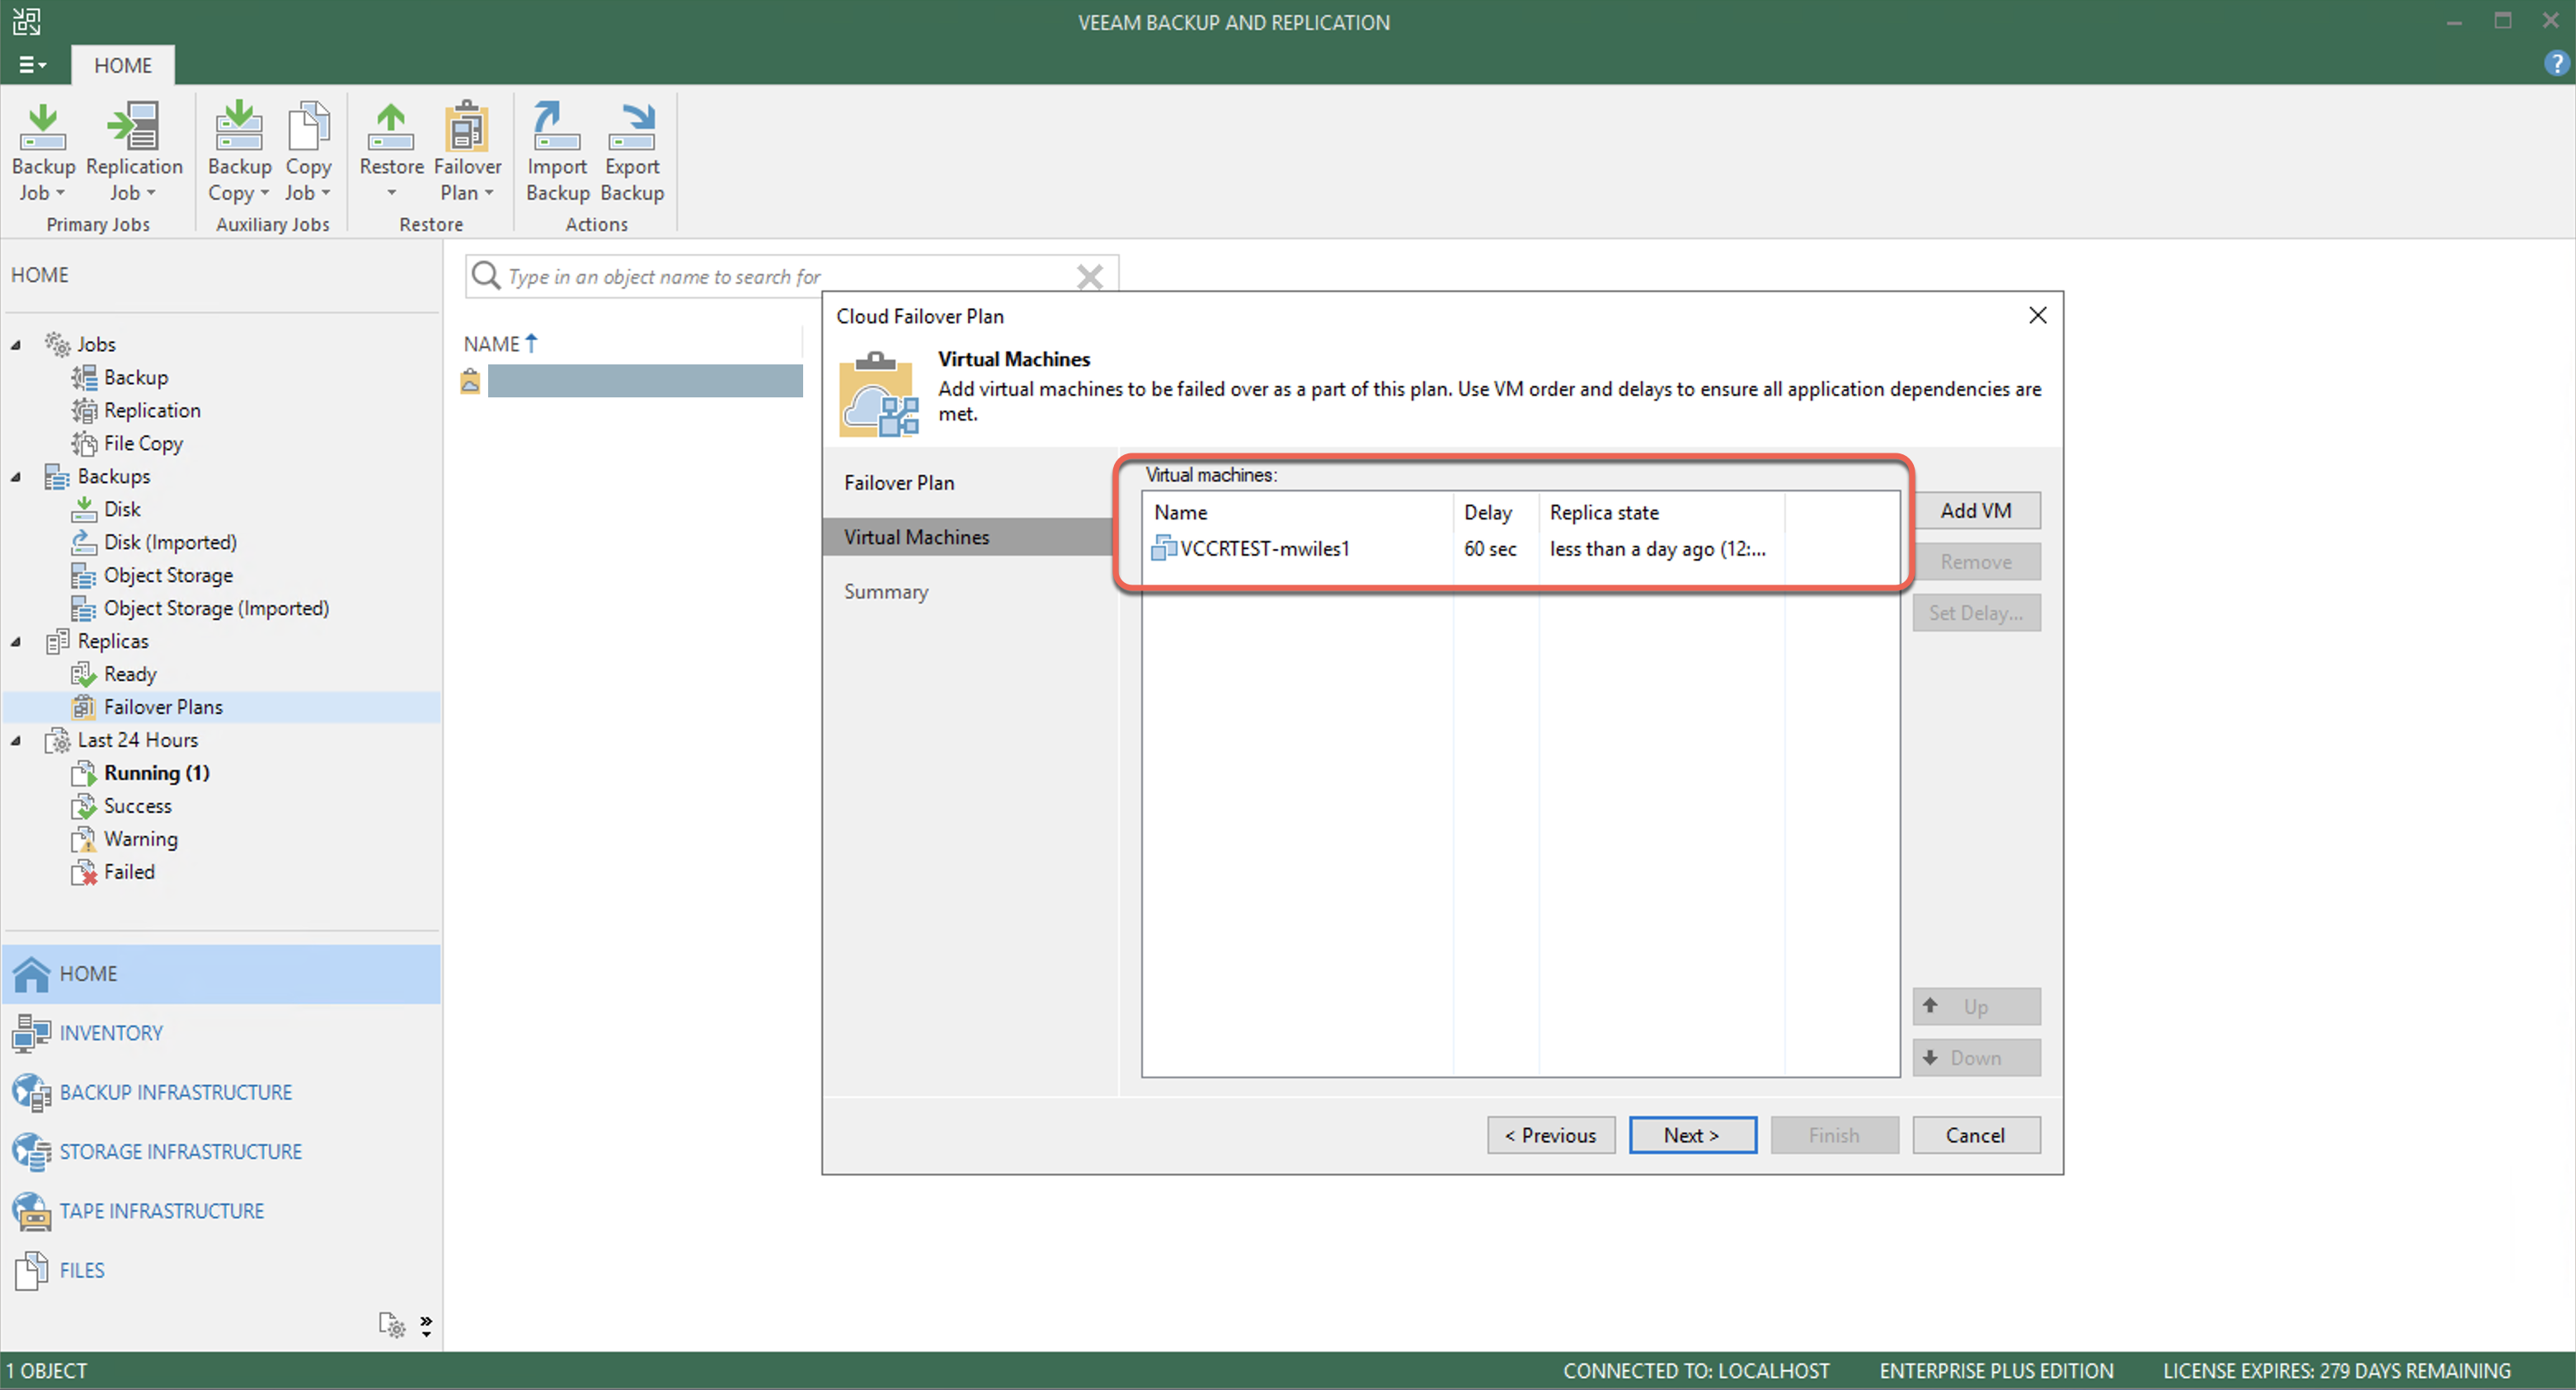 VEEAM BACKUP AND REPLICATION
HOME
?
Backup Job
Replication Job
Backup Copy
Copy Job
Restore
Failover Plan
Import Backup
Export Backup
Primary Jobs
Auxiliary Jobs
Restore
Actions
HOME
Jobs
Backup
Replication
File Copy
Backups
Disk
Disk (Imported)
Object Storage
Object Storage (Imported)
Replicas
Ready
Failover Plans
Last 24 Hours
Running (1)
Success
Warning
Failed
HOME
INVENTORY
BACKUP INFRASTRUCTURE
STORAGE INFRASTRUCTURE
TAPE INFRASTRUCTURE
FILES
Type in an object name to search for
NAME
Cloud Failover Plan
Virtual Machines
Add virtual machines to be failed over as a part of this plan. Use VM order and delays to ensure all application dependencies are
met.
Failover Plan
Virtual Machines
Summary
Virtual machines:
Name Delay Replica state
VCCRTEST-mwiles1 60 sec less than a day ago (12:...
Add VM
Remove
Set Delay...
Up
Down
< Previous
Next >
Finish
Cancel
1 OBJECT
CONNECTED TO: LOCALHOST
ENTERPRISE PLUS EDITION
LICENSE EXPIRES: 279 DAYS REMAINING